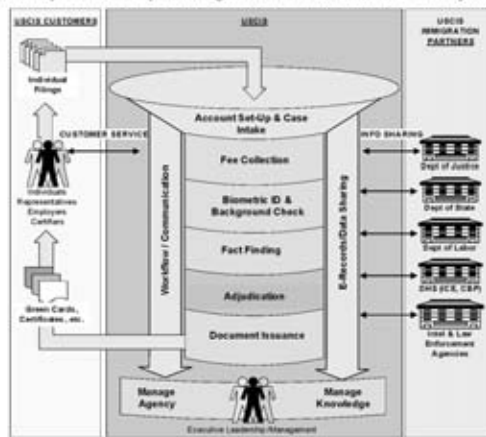 USCIS CUSTOMERS
Individual
Filings
CUSTOMER SERVICE
Individuals
Representatives
Employers
Certifiers
Green Cards,
Certificates, etc.
USCIS
Account Set-Up & Case
Intake
Fee Collection
Biometric ID &
Background Check
Fact Finding
Adjudication
Document Issuance
Workflow / Communication
E-Records/Data Sharing
Manage
Agency
Manage
Knowledge
Executive Leadership/Management
USCIS
IMMIGRATION
PARTNERS
INFO SHARING
Dept of Justice
Dept of State
Dept of Labor
DHS (ICE, CBP)
Intel & Law
Enforcement
Agencies